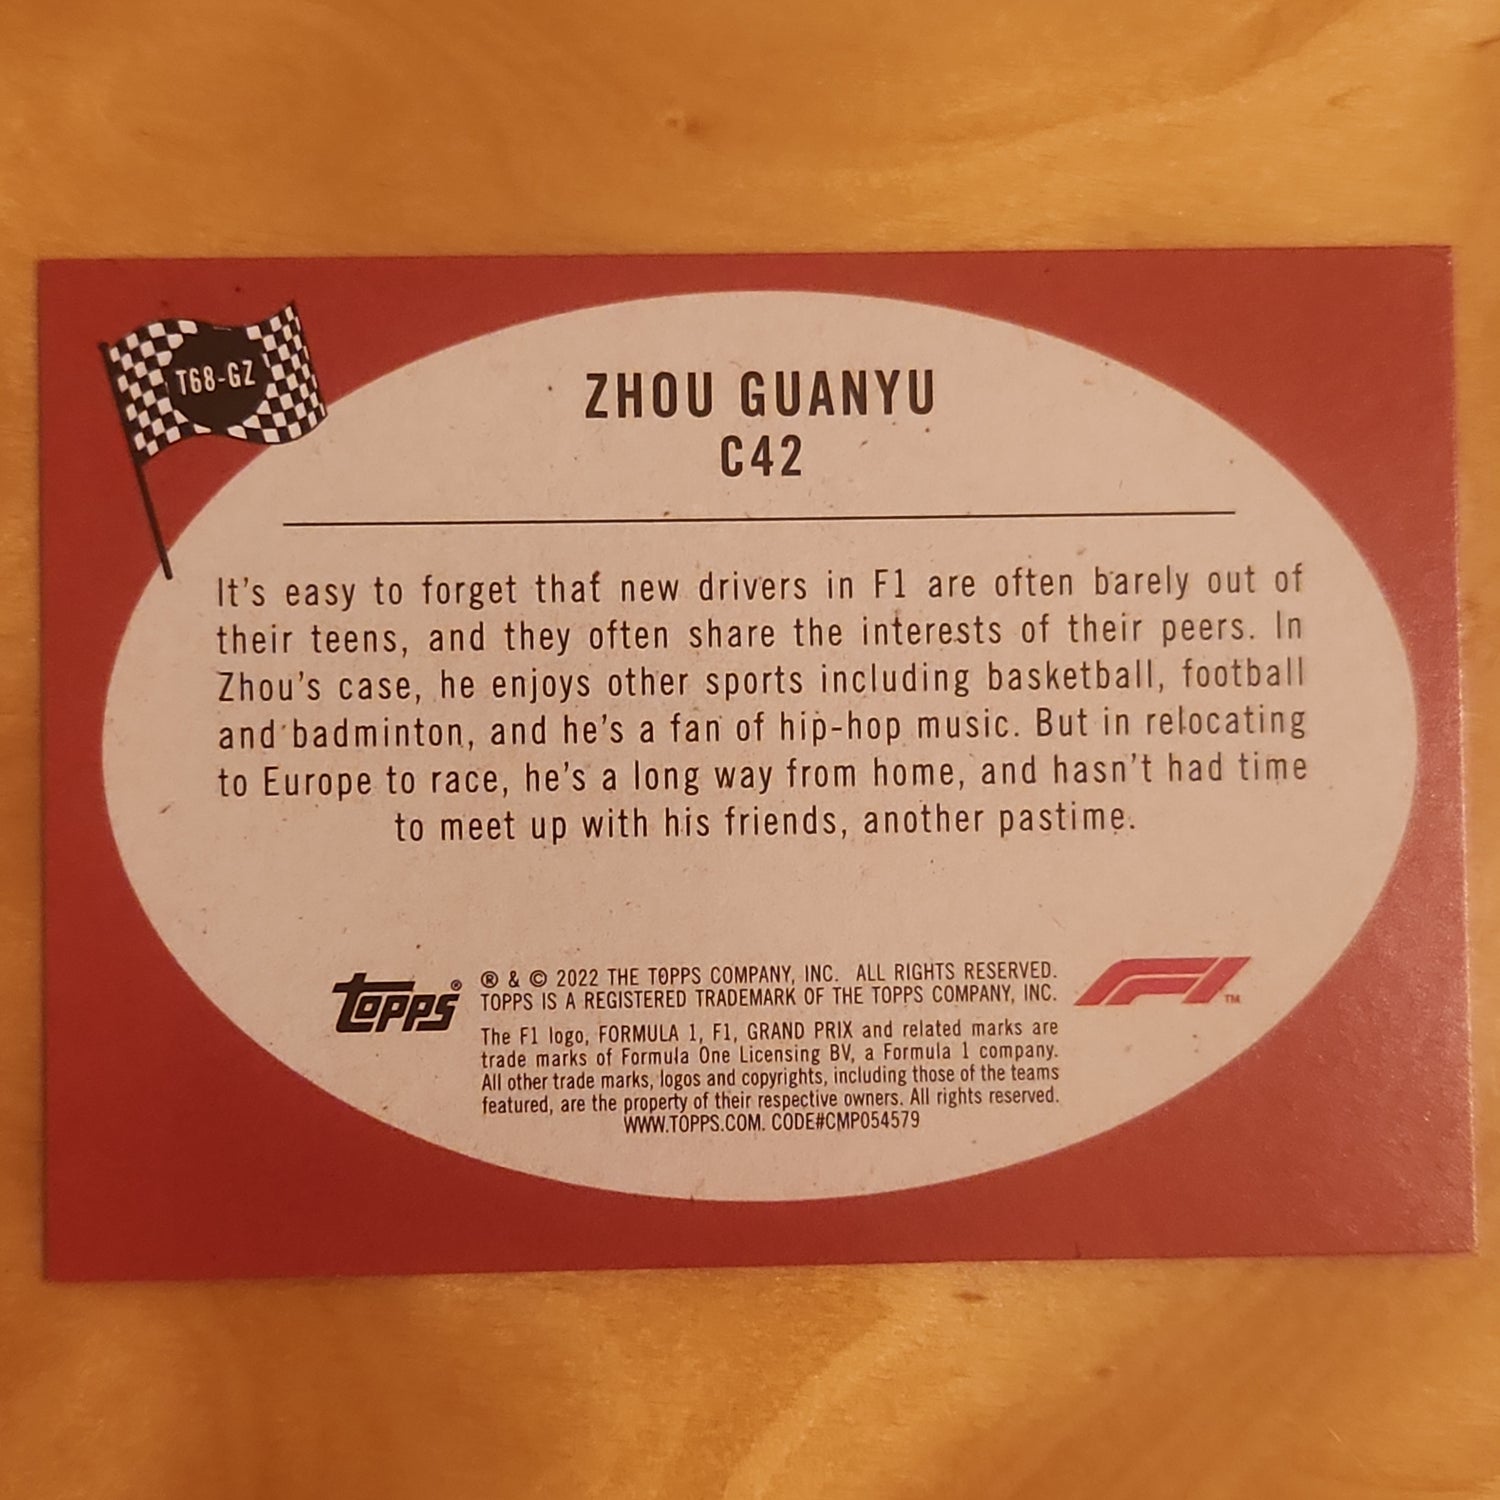 T68-GZ
ZHOU GUANYU
C42
It's easy to forget that new drivers in F1 are often barely out of
their teens, and they often share the interests of their peers. In
Zhou's case, he enjoys other sports including basketball, football
and badminton, and he's a fan of hip-hop music. But in relocating
to Europe to race, he's a long way from home, and hasn't had time
to meet up with his friends, another pastime.
topps®
® & © 2022 THE TOPPS COMPANY, INC. ALL RIGHTS RESERVED.
TOPPS IS A REGISTERED TRADEMARK OF THE TOPPS COMPANY, INC.
F1™
The F1 logo, FORMULA 1, F1, GRAND PRIX and related marks are
trade marks of Formula One Licensing BV, a Formula 1 company.
All other trade marks, logos and copyrights, including those of the teams
featured, are the property of their respective owners. All rights reserved.
WWW.TOPPS.COM. CODE#CMP054579